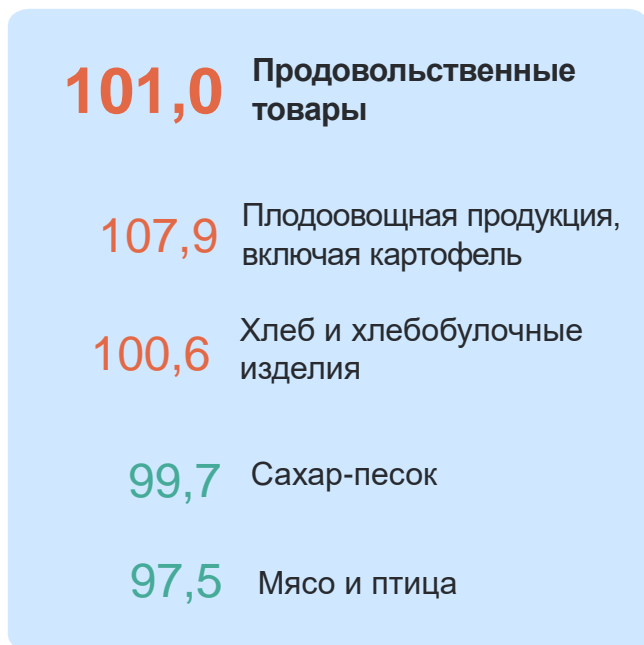 101,0 Продовольственные
товары
107,9 Плодоовощная продукция,
включая картофель
100,6 Хлеб и хлебобулочные
изделия
99,7 Сахар-песок
97,5 Мясо и птица